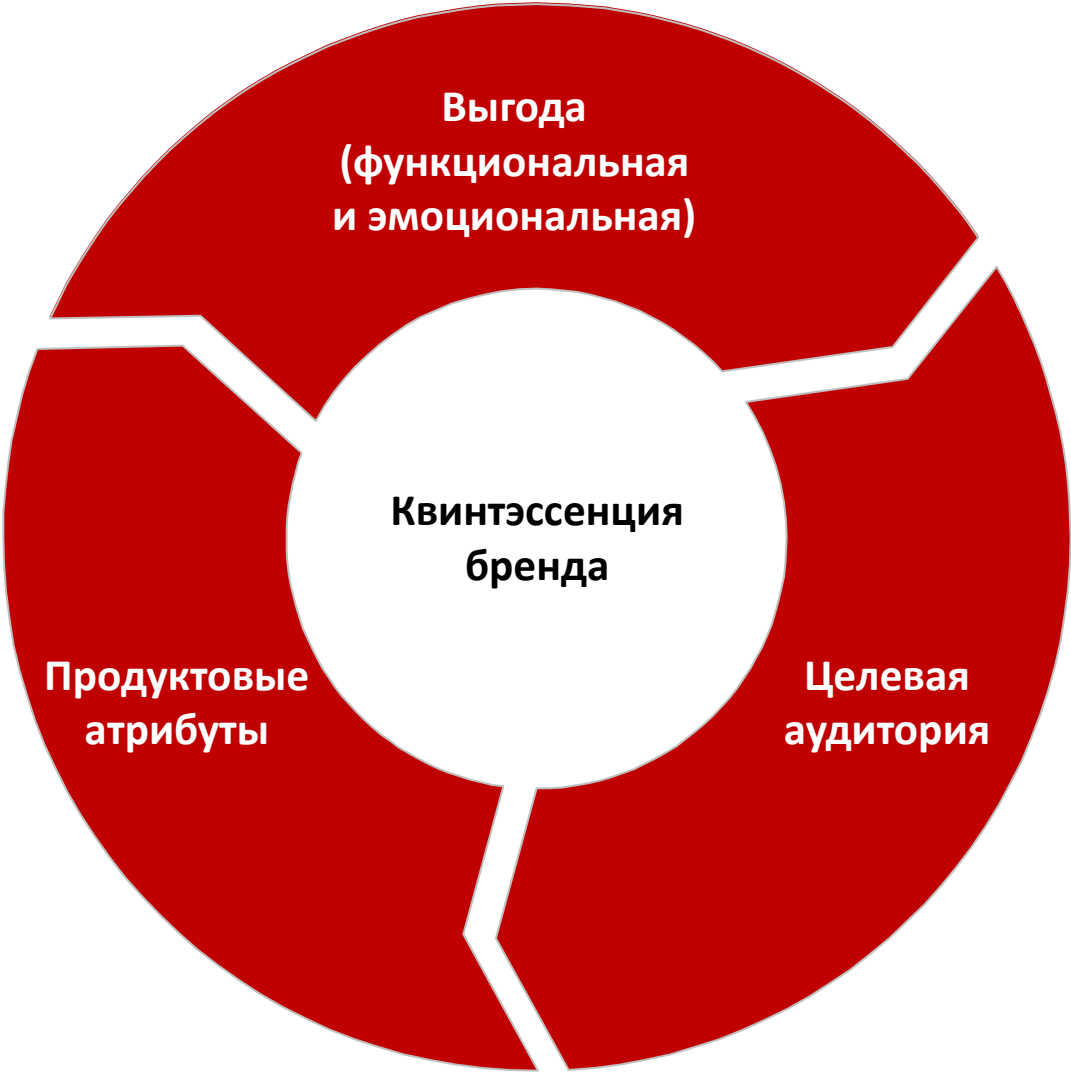 Выгода
(функциональная
и эмоциональная)
Квинтэссенция
бренда
Продуктовые
атрибуты
Целевая
аудитория